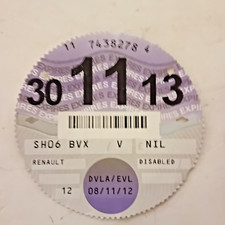 11 7438278 4
30 11 13
SH06 BVX V NIL
RENAULT DISABLED
12 DVLA/EVL
08/11/12